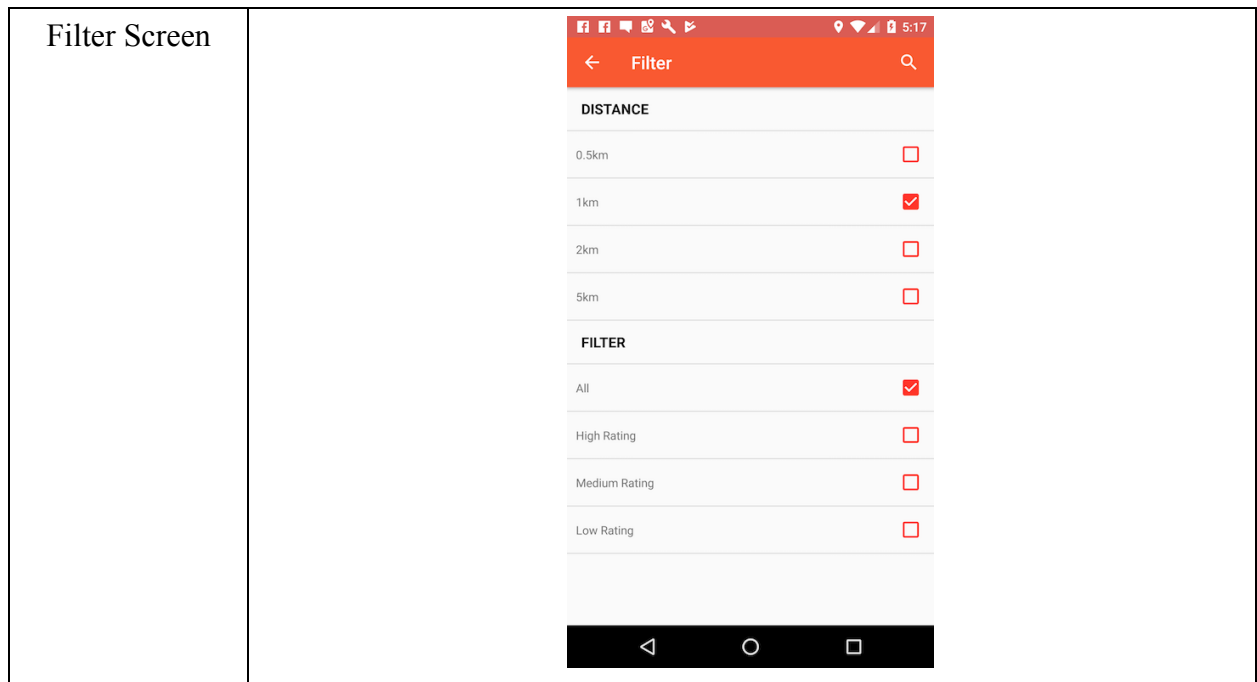 Filter Screen
5:17
Filter
DISTANCE
0.5km
1km
2km
5km
FILTER
All
High Rating
Medium Rating
Low Rating